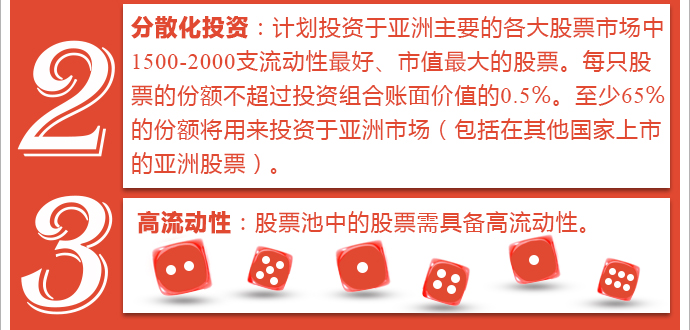 2
分散化投资：计划投资于亚洲主要的各大股票市场中
1500-2000支流动性最好、市值最大的股票。每只股
票的份额不超过投资组合账面价值的0.5%。至少65%
的份额将用来投资于亚洲市场（包括在其他国家上市
的亚洲股票）。
3
高流动性：股票池中的股票需具备高流动性。